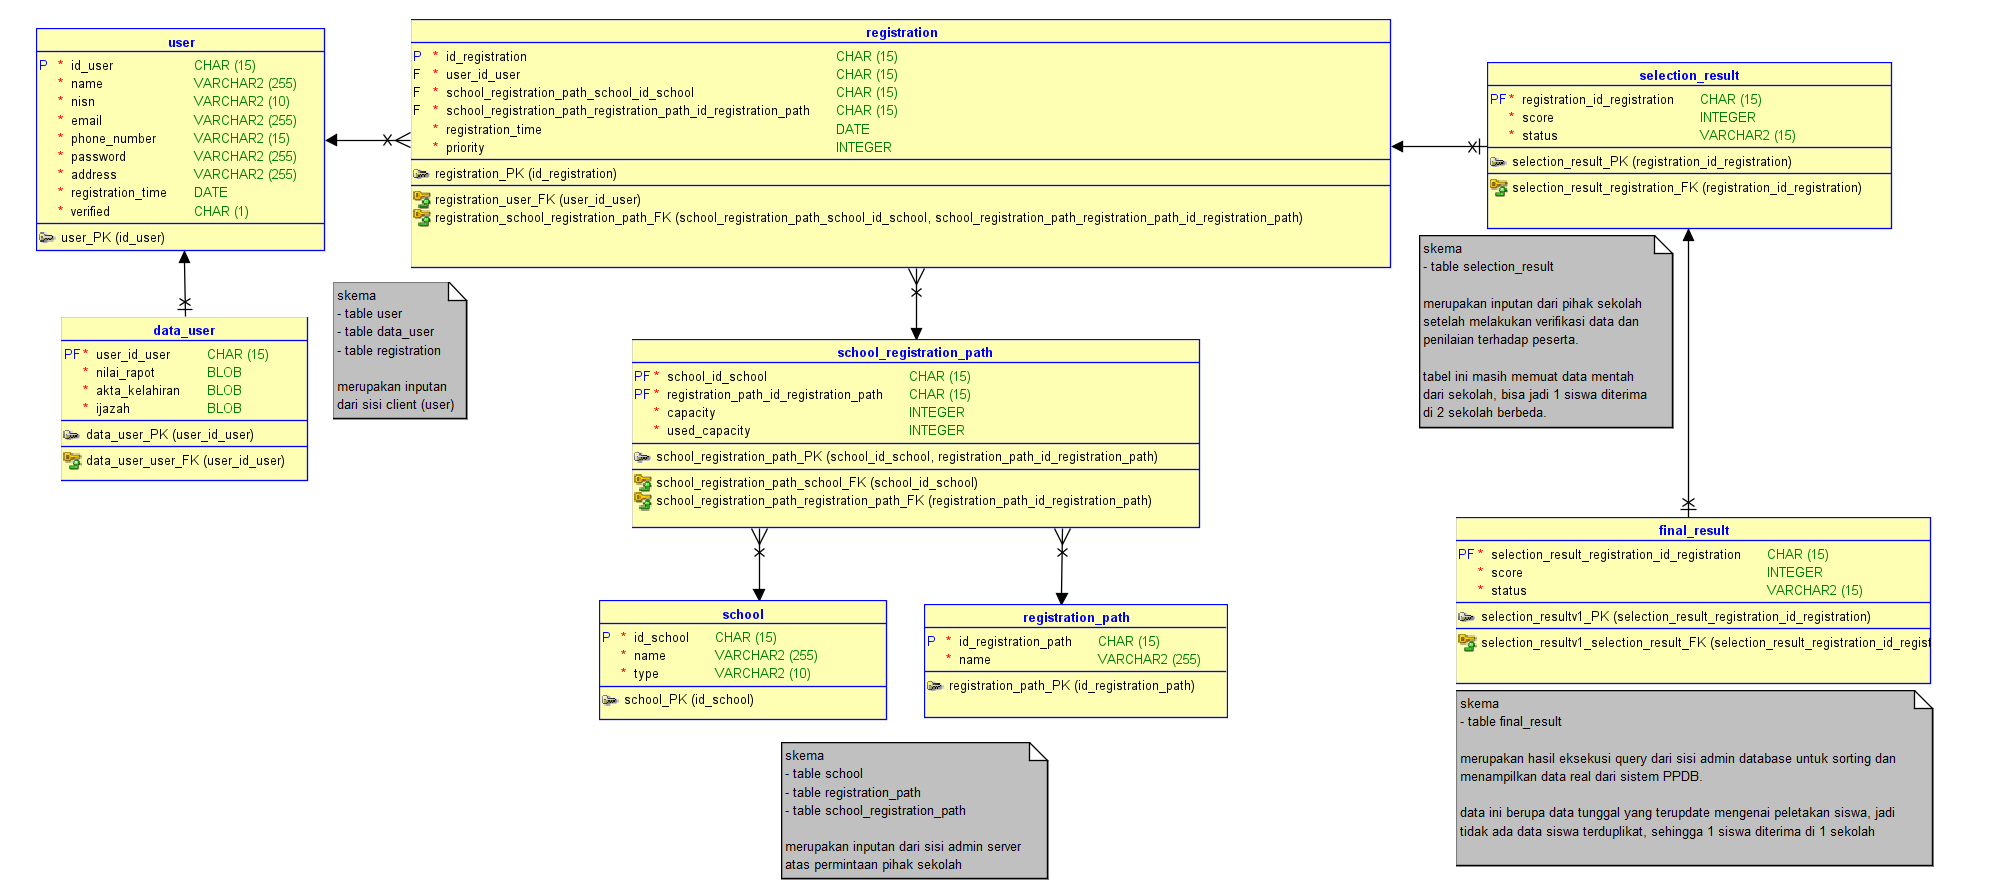 user
P * id_user CHAR (15)
* name VARCHAR2 (255)
* nisn VARCHAR2 (10)
* email VARCHAR2 (255)
* phone_number VARCHAR2 (15)
* password VARCHAR2 (255)
* address VARCHAR2 (255)
* registration_time DATE
* verified CHAR (1)
user_PK (id_user)
registration
P * id_registration CHAR (15)
F * user_id_user CHAR (15)
F * school_registration_path_school_id_school CHAR (15)
F * school_registration_path_registration_path_id_registration_path CHAR (15)
* registration_time DATE
* priority INTEGER
registration_PK (id_registration)
registration_user_FK (user_id_user)
registration_school_registration_path_FK (school_registration_path_school_id_school, school_registration_path_registration_path_id_registration_path)
selection_result
PF * registration_id_registration CHAR (15)
* score INTEGER
* status VARCHAR2 (15)
selection_result_PK (registration_id_registration)
selection_result_registration_FK (registration_id_registration)
data_user
PF * user_id_user CHAR (15)
* nilai_rapot BLOB
* akta_kelahiran BLOB
* ijazah BLOB
data_user_PK (user_id_user)
data_user_user_FK (user_id_user)
skema
- table user
- table data_user
- table registration
merupakan inputan
dari sisi client (user)
school_registration_path
PF * school_id_school CHAR (15)
PF * registration_path_id_registration_path CHAR (15)
* capacity INTEGER
* used_capacity INTEGER
school_registration_path_PK (school_id_school, registration_path_id_registration_path)
school_registration_path_school_FK (school_id_school)
school_registration_path_registration_path_FK (registration_path_id_registration_path)
skema
- table selection_result
merupakan inputan dari pihak sekolah
setelah melakukan verifikasi data dan
penilaian terhadap peserta.
tabel ini masih memuat data mentah
dari sekolah, bisa jadi 1 siswa diterima
di 2 sekolah berbeda.
school
P * id_school CHAR (15)
* name VARCHAR2 (255)
* type VARCHAR2 (10)
school_PK (id_school)
registration_path
P * id_registration_path CHAR (15)
* name VARCHAR2 (255)
registration_path_PK (id_registration_path)
final_result
PF * selection_result_registration_id_registration CHAR (15)
* score INTEGER
* status VARCHAR2 (15)
selection_resultv1_PK (selection_result_registration_id_registration)
selection_resultv1_selection_result_FK (selection_result_registration_id_regist
skema
- table school
- table registration_path
- table school_registration_path
merupakan inputan dari sisi admin server
atas permintaan pihak sekolah
skema
- table final_result
merupakan hasil eksekusi query dari sisi admin database untuk sorting dan
menampilkan data real dari sistem PPDB.
data ini berupa data tunggal yang terupdate mengenai peletakan siswa, jadi
tidak ada data siswa terduplikat, sehingga 1 siswa diterima di 1 sekolah